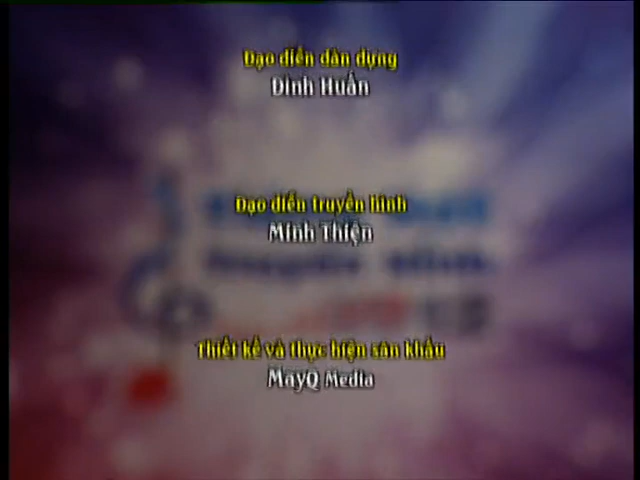 Đạo diễn dàn dựng
Đình Huấn
Đạo diễn truyền hình
Minh Thiện
Thiết kế và thực hiện sân khấu
MayQ Media